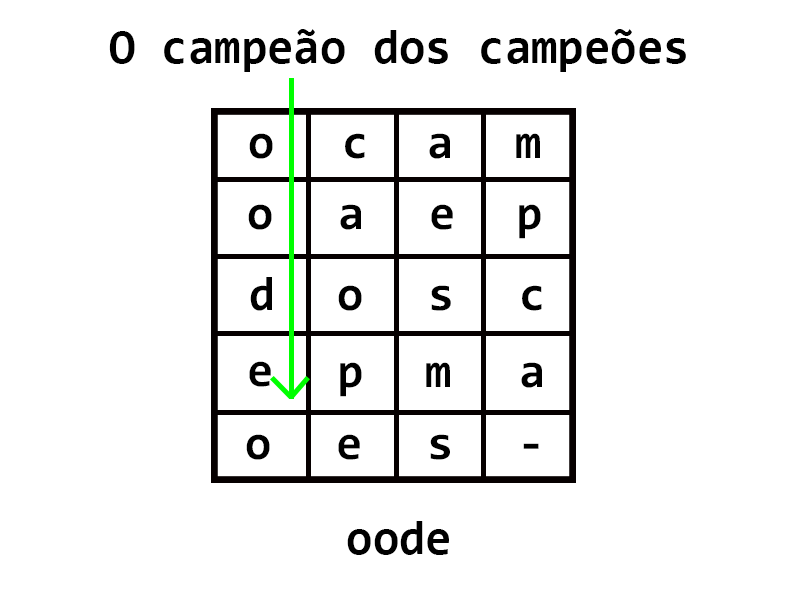 O campeão dos campeões
o c a m
o a e p
d o s c
e p m a
o e s -
oode